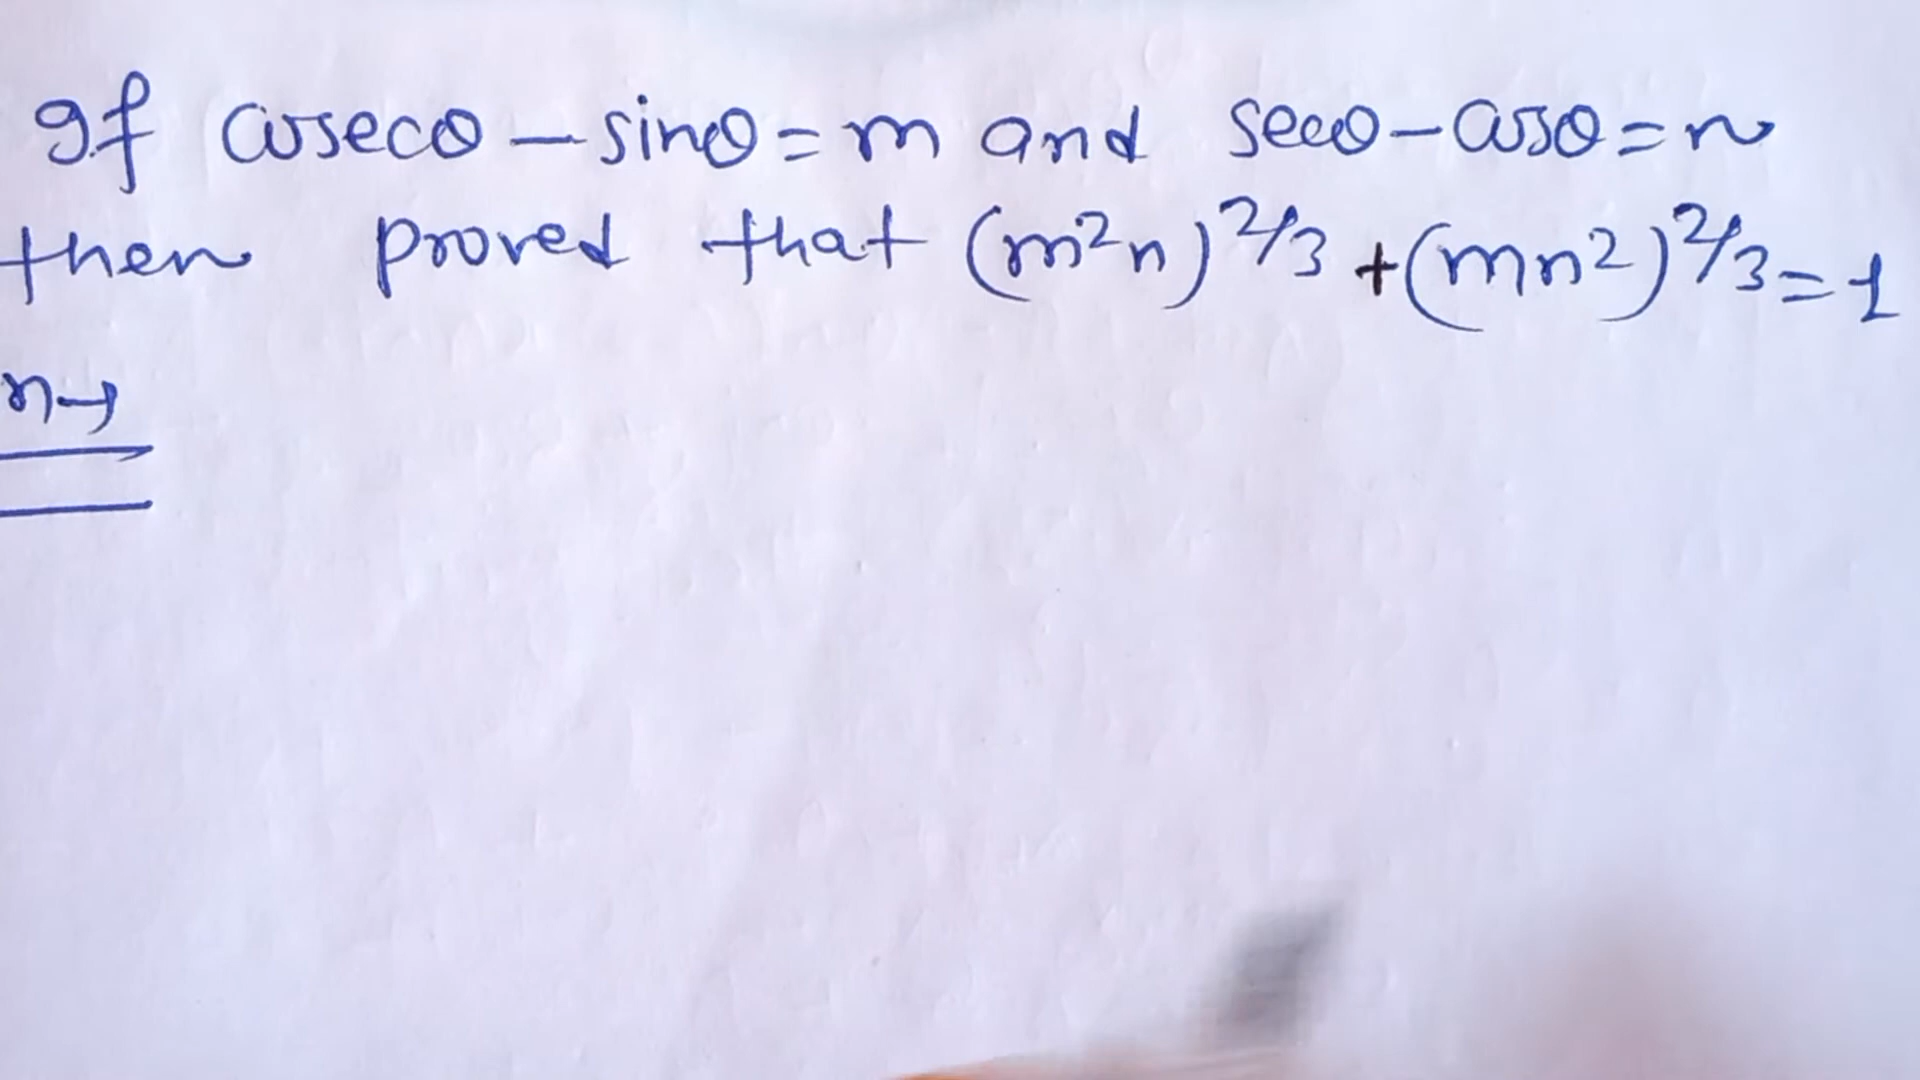 If cosecθ - sinθ = m and secθ - cosθ = n
then proved that (m²n)^2/3 + (mn²)^2/3 = 1
n→